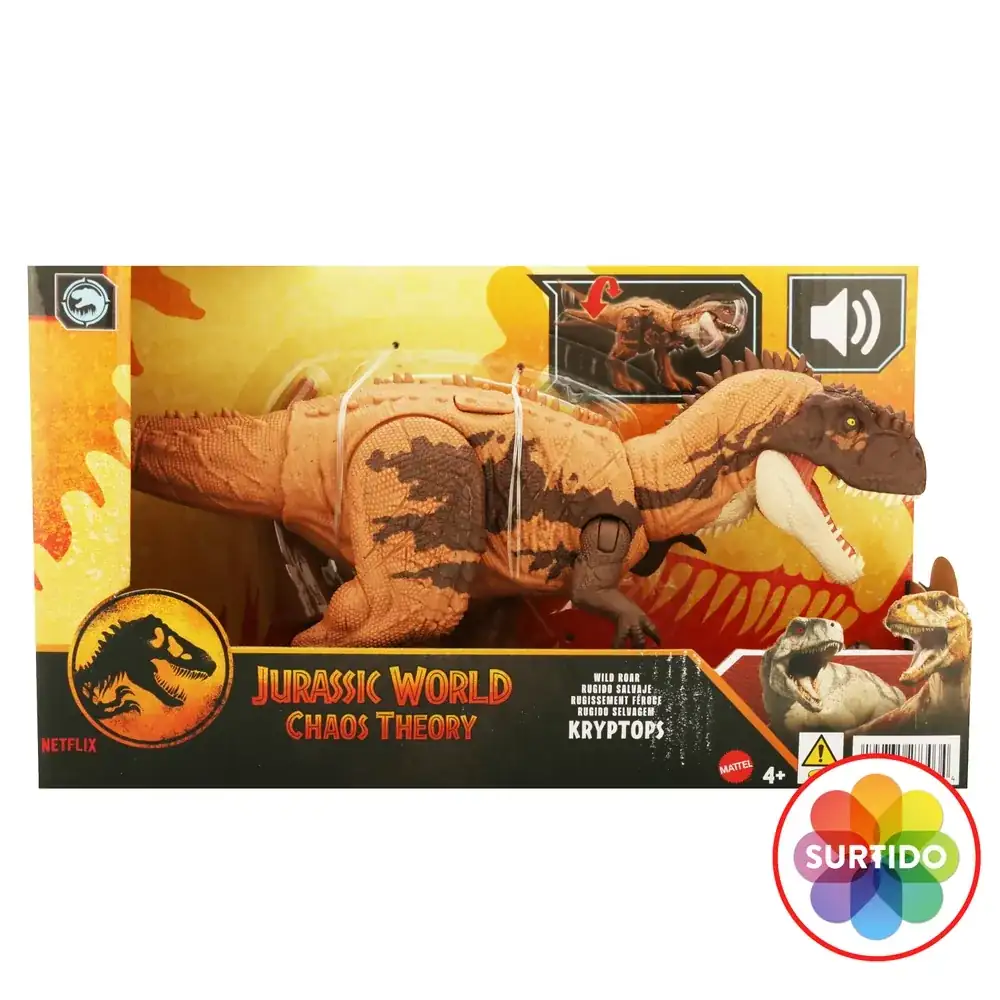 JURASSIC WORLD
CHAOS THEORY
NETFLIX
WILD ROAR
RUGIDO SALVAJE
RUGISSEMENT FÉROCE
RUGIDO SELVAGEM
KRYPTOPS
MATTEL
4+
SURTIDO